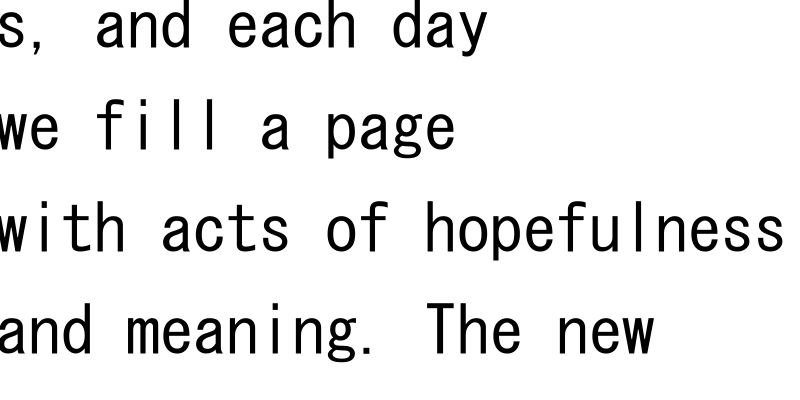 s, and each day
we fill a page
with acts of hopefulness
and meaning. The new